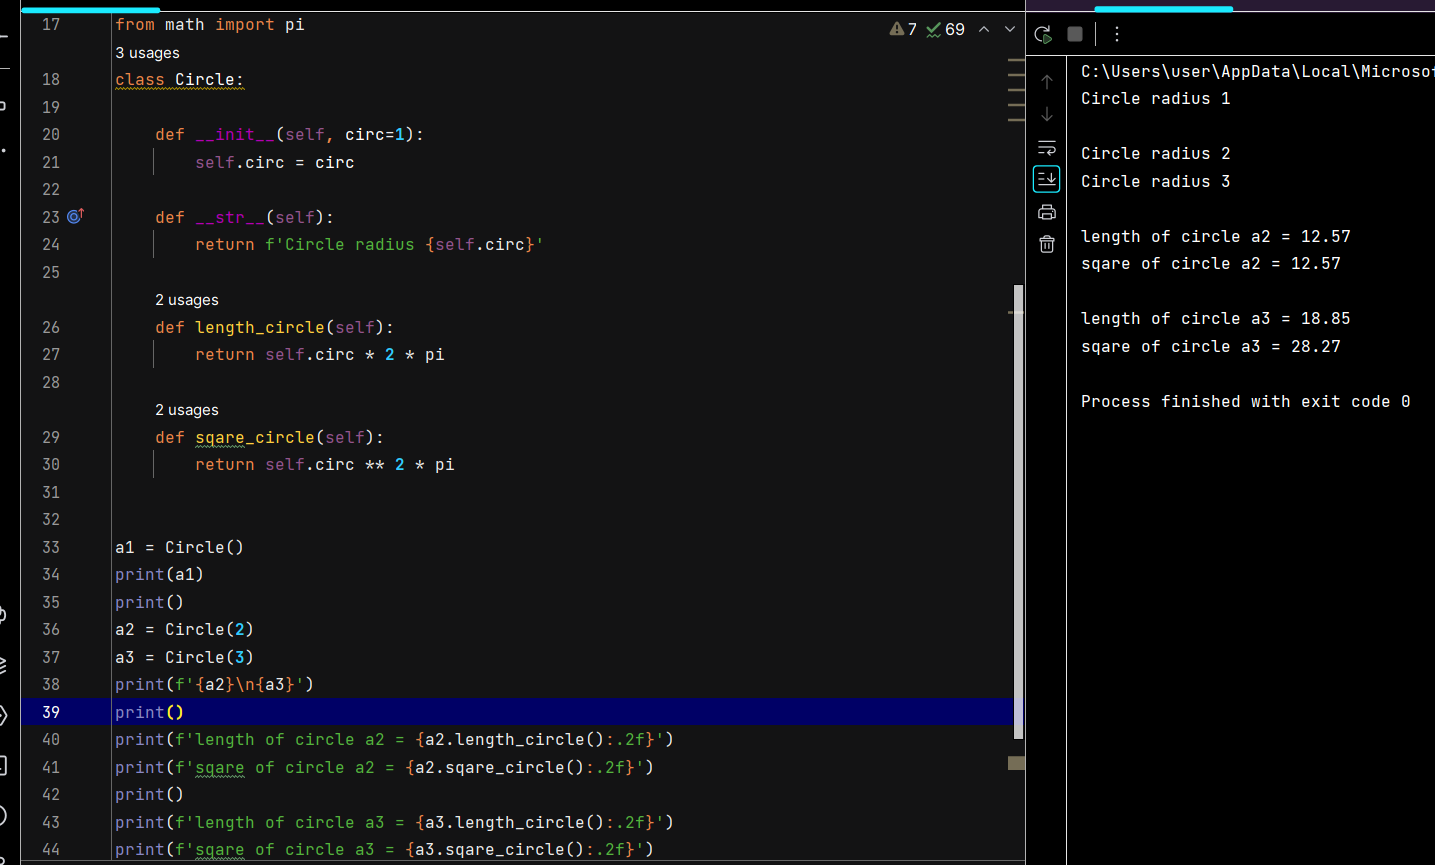 17 from math import pi
7 69
3 usages
18 class Circle:
19
20 def __init__(self, circ=1):
21 self.circ = circ
22
23 def __str__(self):
24 return f'Circle radius {self.circ}'
25
2 usages
26 def length_circle(self):
27 return self.circ * 2 * pi
28
2 usages
29 def sqare_circle(self):
30 return self.circ ** 2 * pi
31
32
33 a1 = Circle()
34 print(a1)
35 print()
36 a2 = Circle(2)
37 a3 = Circle(3)
38 print(f'{a2}\n{a3}')
39 print()
40 print(f'length of circle a2 = {a2.length_circle():.2f}')
41 print(f'sqare of circle a2 = {a2.sqare_circle():.2f}')
42 print()
43 print(f'length of circle a3 = {a3.length_circle():.2f}')
44 print(f'sqare of circle a3 = {a3.sqare_circle():.2f}')
C:\Users\user\AppData\Local\Microsof
Circle radius 1
Circle radius 2
Circle radius 3
length of circle a2 = 12.57
sqare of circle a2 = 12.57
length of circle a3 = 18.85
sqare of circle a3 = 28.27
Process finished with exit code 0